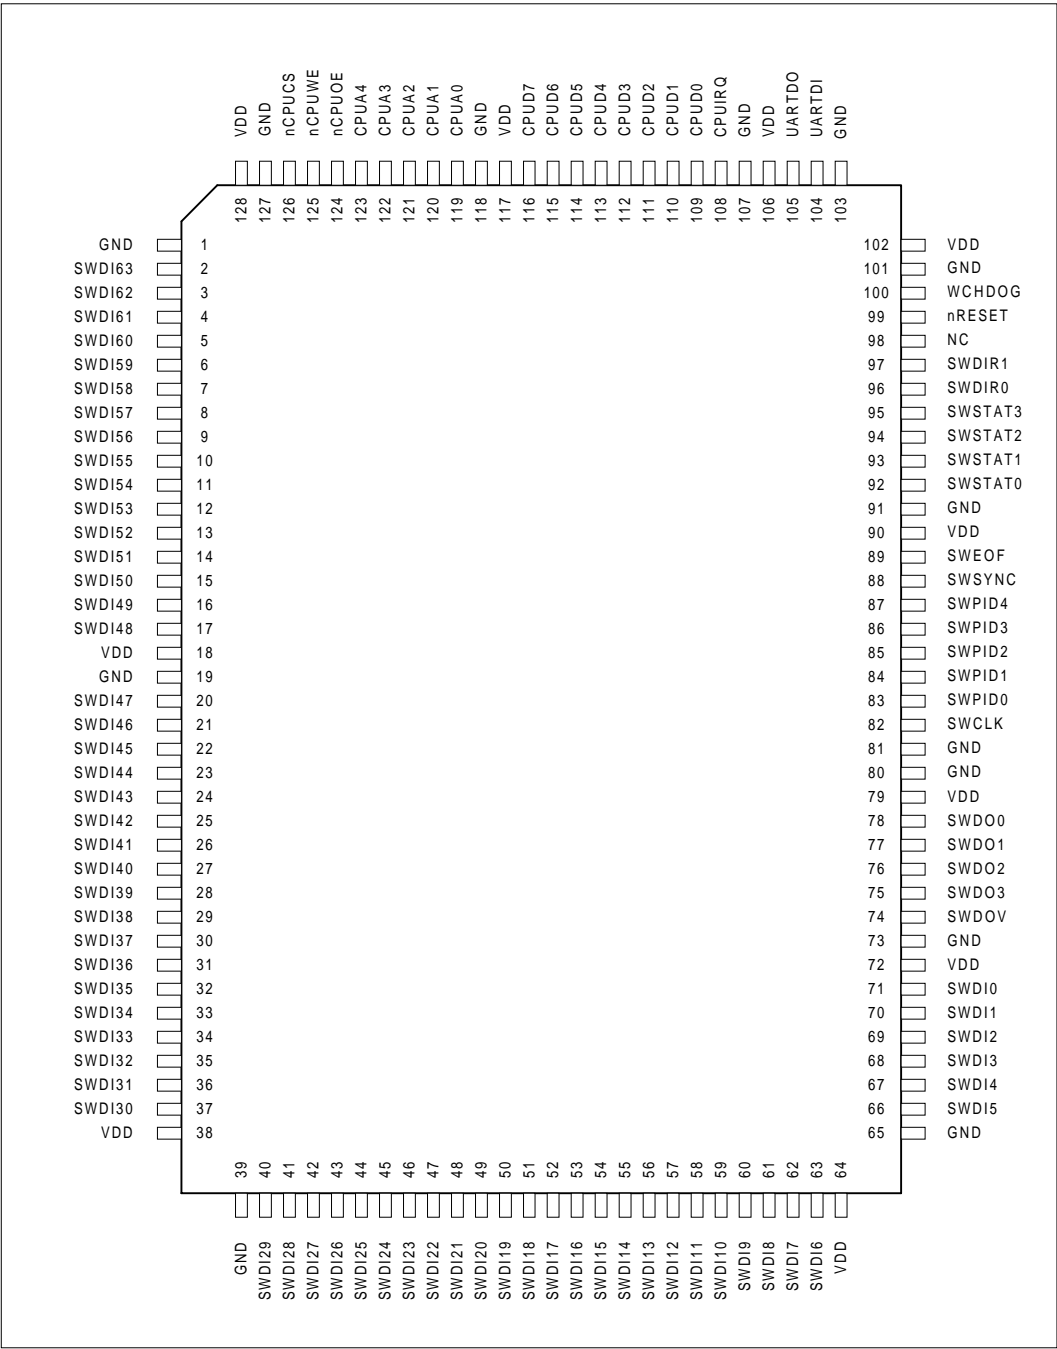 VDD
GND
nCPUCS
nCPUWE
nCPUOE
CPUA4
CPUA3
CPUA2
CPUA1
CPUA0
GND
VDD
CPUD7
CPUD6
CPUD5
CPUD4
CPUD3
CPUD2
CPUD1
CPUD0
CPUIRQ
GND
VDD
UARTDO
UARTDI
GND
128
127
126
125
124
123
122
121
120
119
118
117
116
115
114
113
112
111
110
109
108
107
106
105
104
103
GND 1 102 VDD
SWDI63 2 101 GND
SWDI62 3 100 WCHDOG
SWDI61 4 99 nRESET
SWDI60 5 98 NC
SWDI59 6 97 SWDIR1
SWDI58 7 96 SWDIR0
SWDI57 8 95 SWSTAT3
SWDI56 9 94 SWSTAT2
SWDI55 10 93 SWSTAT1
SWDI54 11 92 SWSTAT0
SWDI53 12 91 GND
SWDI52 13 90 VDD
SWDI51 14 89 SWEOF
SWDI50 15 88 SWSYNC
SWDI49 16 87 SWPID4
SWDI48 17 86 SWPID3
VDD 18 85 SWPID2
GND 19 84 SWPID1
SWDI47 20 83 SWPID0
SWDI46 21 82 SWCLK
SWDI45 22 81 GND
SWDI44 23 80 GND
SWDI43 24 79 VDD
SWDI42 25 78 SWDO0
SWDI41 26 77 SWDO1
SWDI40 27 76 SWDO2
SWDI39 28 75 SWDO3
SWDI38 29 74 SWDOV
SWDI37 30 73 GND
SWDI36 31 72 VDD
SWDI35 32 71 SWDI0
SWDI34 33 70 SWDI1
SWDI33 34 69 SWDI2
SWDI32 35 68 SWDI3
SWDI31 36 67 SWDI4
SWDI30 37 66 SWDI5
VDD 38 65 GND
39
40
41
42
43
44
45
46
47
48
49
50
51
52
53
54
55
56
57
58
59
60
61
62
63
64
GND
SWDI29
SWDI28
SWDI27
SWDI26
SWDI25
SWDI24
SWDI23
SWDI22
SWDI21
SWDI20
SWDI19
SWDI18
SWDI17
SWDI16
SWDI15
SWDI14
SWDI13
SWDI12
SWDI11
SWDI10
SWDI9
SWDI8
SWDI7
SWDI6
VDD